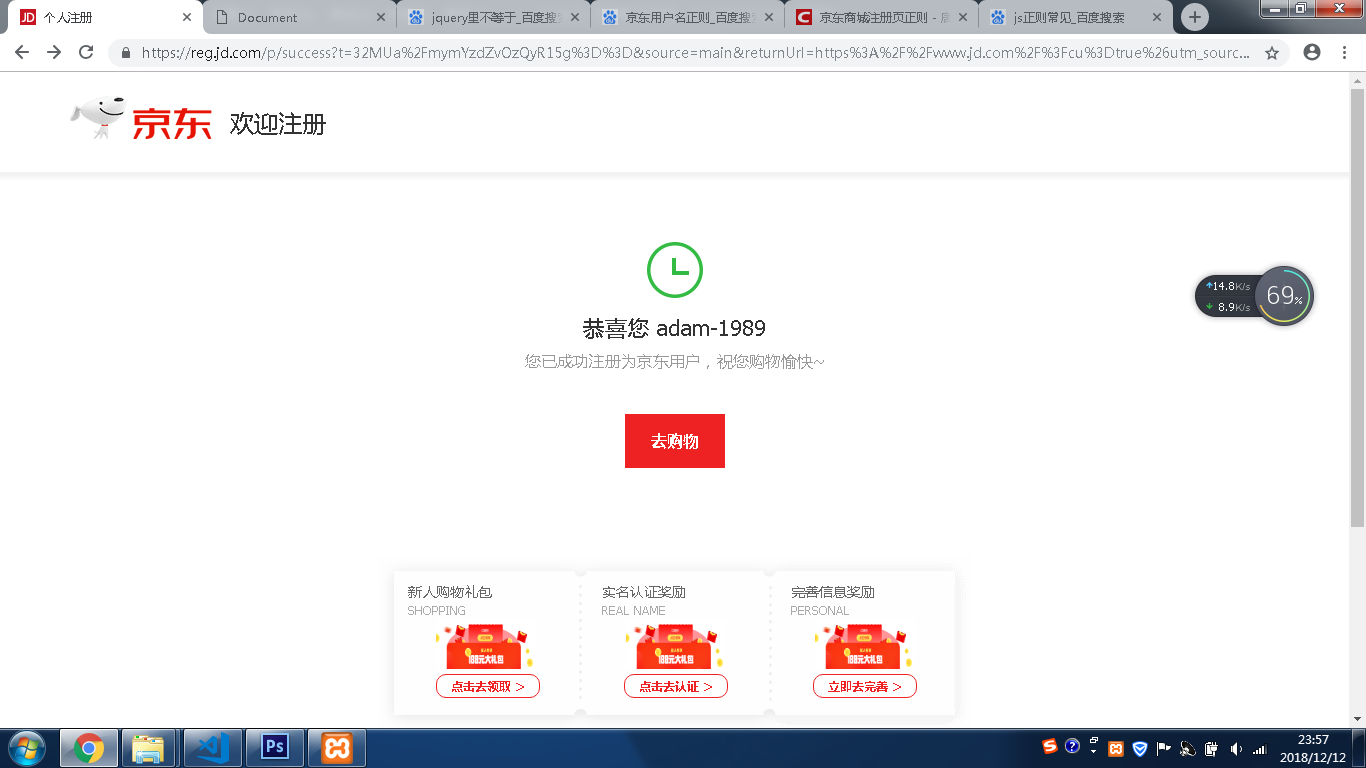 个人注册
Document
jquery里不等于_百度搜
京东用户名正则_百度搜
京东商城注册页正则 -
js正则常见_百度搜索
https://reg.jd.com/p/success?t=32MUa%2FmymYzdZvOzQyR15g%3D%3D&source=main&returnUrl=https%3A%2F%2Fwww.jd.com%2F%3Fcu%3Dtrue%26utm_sourc...
京东 欢迎注册
14.8K/s
8.9K/s
69%
恭喜您 adam-1989
您已成功注册为京东用户，祝您购物愉快~
去购物
新人购物礼包
SHOPPING
188元大礼包
点击去领取 >
实名认证奖励
REAL NAME
188元大礼包
点击去认证 >
完善信息奖励
PERSONAL
188元大礼包
立即去完善 >
Ps
23:57
2018/12/12